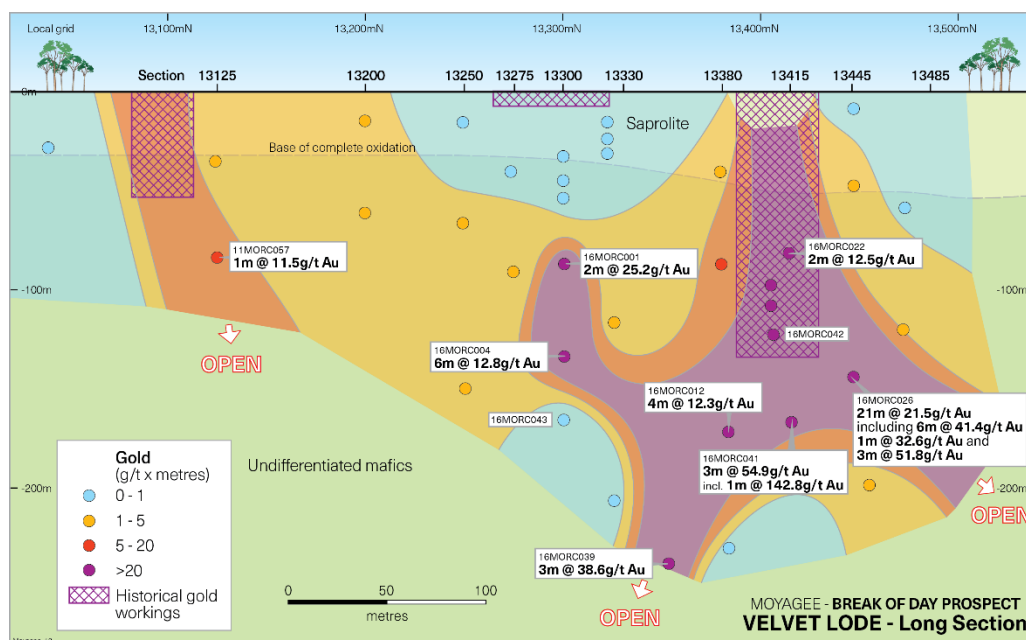 Local grid
13,100mN
13,200mN
13,300mN
13,400mN
13,500mN
Section 13125 13200 13250 13275 13300 13330 13380 13415 13445 13485
0m
Saprolite
Base of complete oxidation
11MORC057
1m @ 11.5g/t Au
16MORC001
2m @ 25.2g/t Au
16MORC022
2m @ 12.5g/t Au
-100m
-100m
16MORC042
OPEN
16MORC004
6m @ 12.8g/t Au
16MORC012
4m @ 12.3g/t Au
16MORC026
21m @ 21.5g/t Au
including 6m @ 41.4g/t Au
1m @ 32.6g/t Au and
3m @ 51.8g/t Au
16MORC043
16MORC041
3m @ 54.9g/t Au
incl. 1m @ 142.8g/t Au
Undifferentiated mafics
-200m
-200m
OPEN
Gold
(g/t x metres)
0 - 1
1 - 5
5 - 20
>20
Historical gold
workings
16MORC039
3m @ 38.6g/t Au
OPEN
0 50 100
metres
MOYAGEE - BREAK OF DAY PROSPECT
VELVET LODE - Long Section